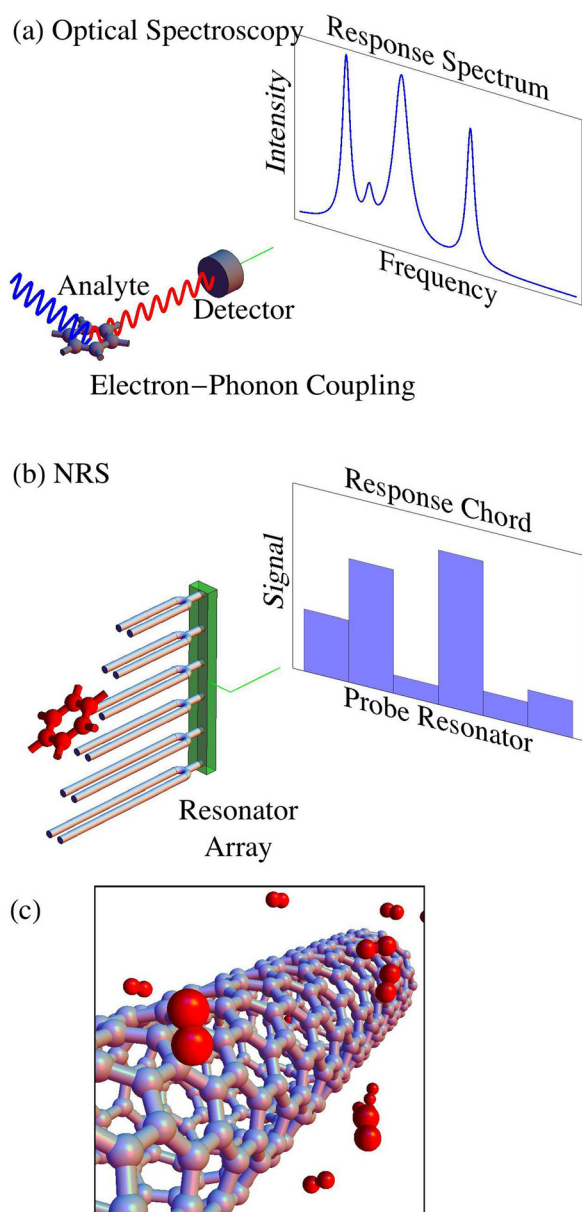 (a) Optical Spectroscopy
Response Spectrum
Intensity
Frequency
Analyte
Detector
Electron−Phonon Coupling
(b) NRS
Response Chord
Signal
Probe Resonator
Resonator
Array
(c)